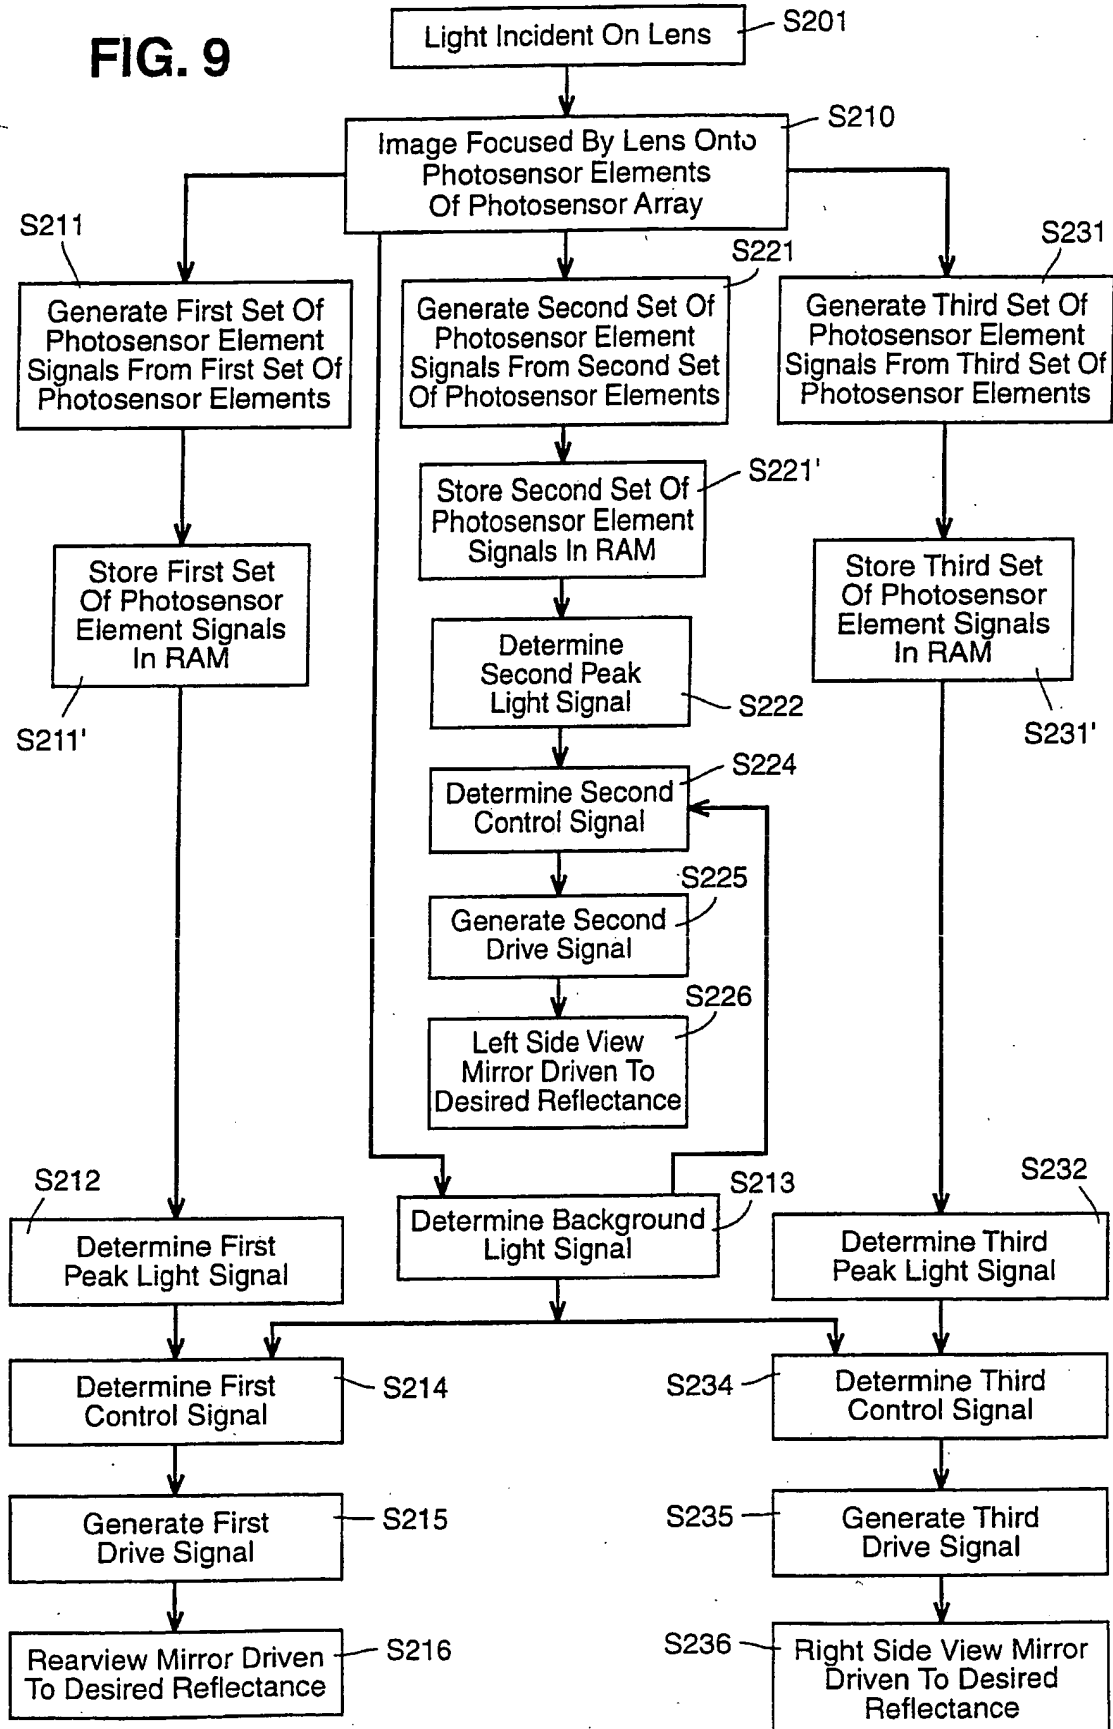 FIG. 9
Light Incident On Lens
S201
Image Focused By Lens Onto
Photosensor Elements
Of Photosensor Array
S210
S211
Generate First Set Of
Photosensor Element
Signals From First Set Of
Photosensor Elements
S221
Generate Second Set Of
Photosensor Element
Signals From Second Set
Of Photosensor Elements
S231
Generate Third Set Of
Photosensor Element
Signals From Third Set Of
Photosensor Elements
Store First Set
Of Photosensor
Element Signals
In RAM
S211'
Store Second Set Of
Photosensor Element
Signals In RAM
S221'
Store Third Set
Of Photosensor
Element Signals
In RAM
S231'
Determine
Second Peak
Light Signal
S222
Determine Second
Control Signal
S224
Generate Second
Drive Signal
S225
Left Side View
Mirror Driven To
Desired Reflectance
S226
S212
Determine First
Peak Light Signal
Determine Background
Light Signal
S213
S232
Determine Third
Peak Light Signal
Determine First
Control Signal
S214
S234
Determine Third
Control Signal
Generate First
Drive Signal
S215
S235
Generate Third
Drive Signal
Rearview Mirror Driven
To Desired Reflectance
S216
S236
Right Side View Mirror
Driven To Desired
Reflectance